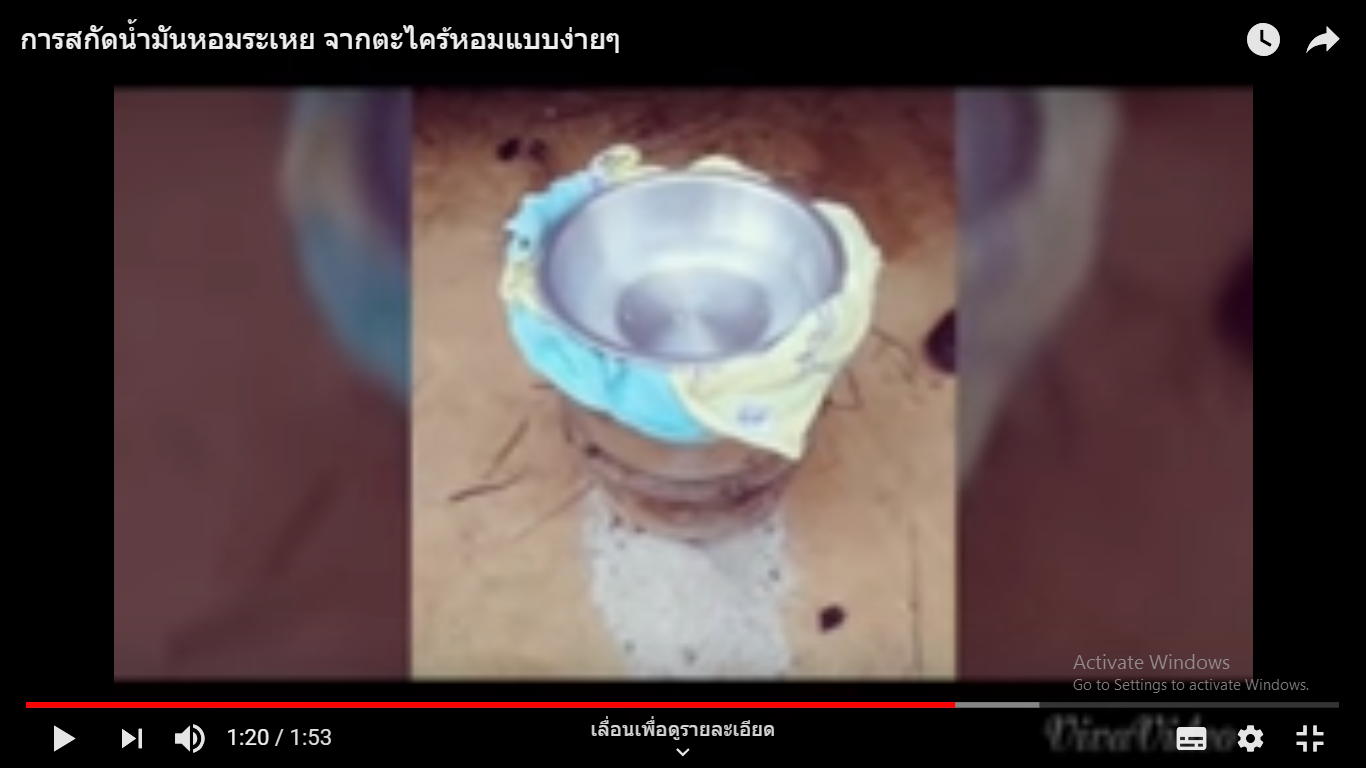 การสกัดน้ำมันหอมระเหย จากตะไคร้หอมแบบง่ายๆ
Activate Windows
Go to Settings to activate Windows.
1:20 / 1:53
เลื่อนเพื่อดูรายละเอียด
VivaVideo